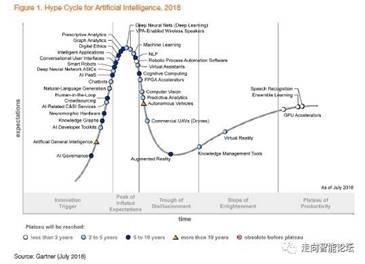 Figure 1. Hype Cycle for Artificial Intelligence, 2018
Deep Neural Nets (Deep Learning)
VPA-Enabled Wireless Speakers
Prescriptive Analytics
Graph Analytics
Digital Ethics
Intelligent Applications
Conversational User Interfaces
Smart Robots
Deep Neural Network ASICs
AI PaaS
Chatbots
Natural-Language Generation
Human-in-the-Loop
Crowdsourcing
AI-Related C&SI Services
Neuromorphic Hardware
Knowledge Graphs
AI Developer Toolkits
Artificial General Intelligence
AI Governance
Machine Learning
NLP
Robotic Process Automation Software
Virtual Assistants
Cognitive Computing
FPGA Accelerators
Computer Vision
Predictive Analytics
Autonomous Vehicles
Commercial UAVs (Drones)
Augmented Reality
Knowledge Management Tools
Virtual Reality
Speech Recognition
Ensemble Learning
GPU Accelerators
expectations
As of July 2018
Innovation Trigger
Peak of Inflated Expectations
Trough of Disillusionment
Slope of Enlightenment
Plateau of Productivity
time
Plateau will be reached:
less than 2 years
2 to 5 years
5 to 10 years
more than 10 years
obsolete before plateau
Source: Gartner (July 2018)
走向智能论坛